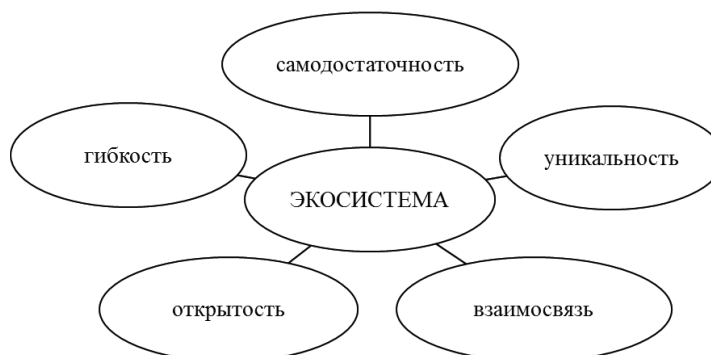 самодостаточность
гибкость
уникальность
ЭКОСИСТЕМА
открытость
взаимосвязь